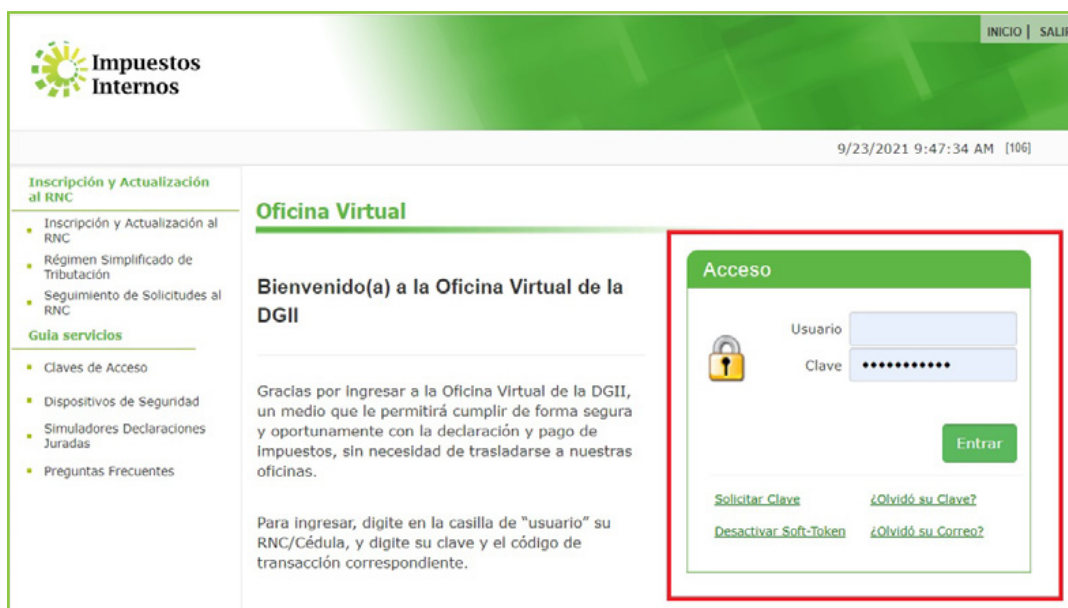 INICIO | SALIR
Impuestos
Internos
9/23/2021 9:47:34 AM [106]
Inscripción y Actualización
al RNC
Inscripción y Actualización al
RNC
Régimen Simplificado de
Tributación
Seguimiento de Solicitudes al
RNC
Guia servicios
Claves de Acceso
Dispositivos de Seguridad
Simuladores Declaraciones
Juradas
Preguntas Frecuentes
Oficina Virtual
Bienvenido(a) a la Oficina Virtual de la
DGII
Gracias por ingresar a la Oficina Virtual de la DGII,
un medio que le permitirá cumplir de forma segura
y oportunamente con la declaración y pago de
impuestos, sin necesidad de trasladarse a nuestras
oficinas.
Para ingresar, digite en la casilla de "usuario" su
RNC/Cédula, y digite su clave y el código de
transacción correspondiente.
Acceso
Usuario
Clave •••••••••••
Entrar
Solicitar Clave ¿Olvidó su Clave?
Desactivar Soft-Token ¿Olvidó su Correo?